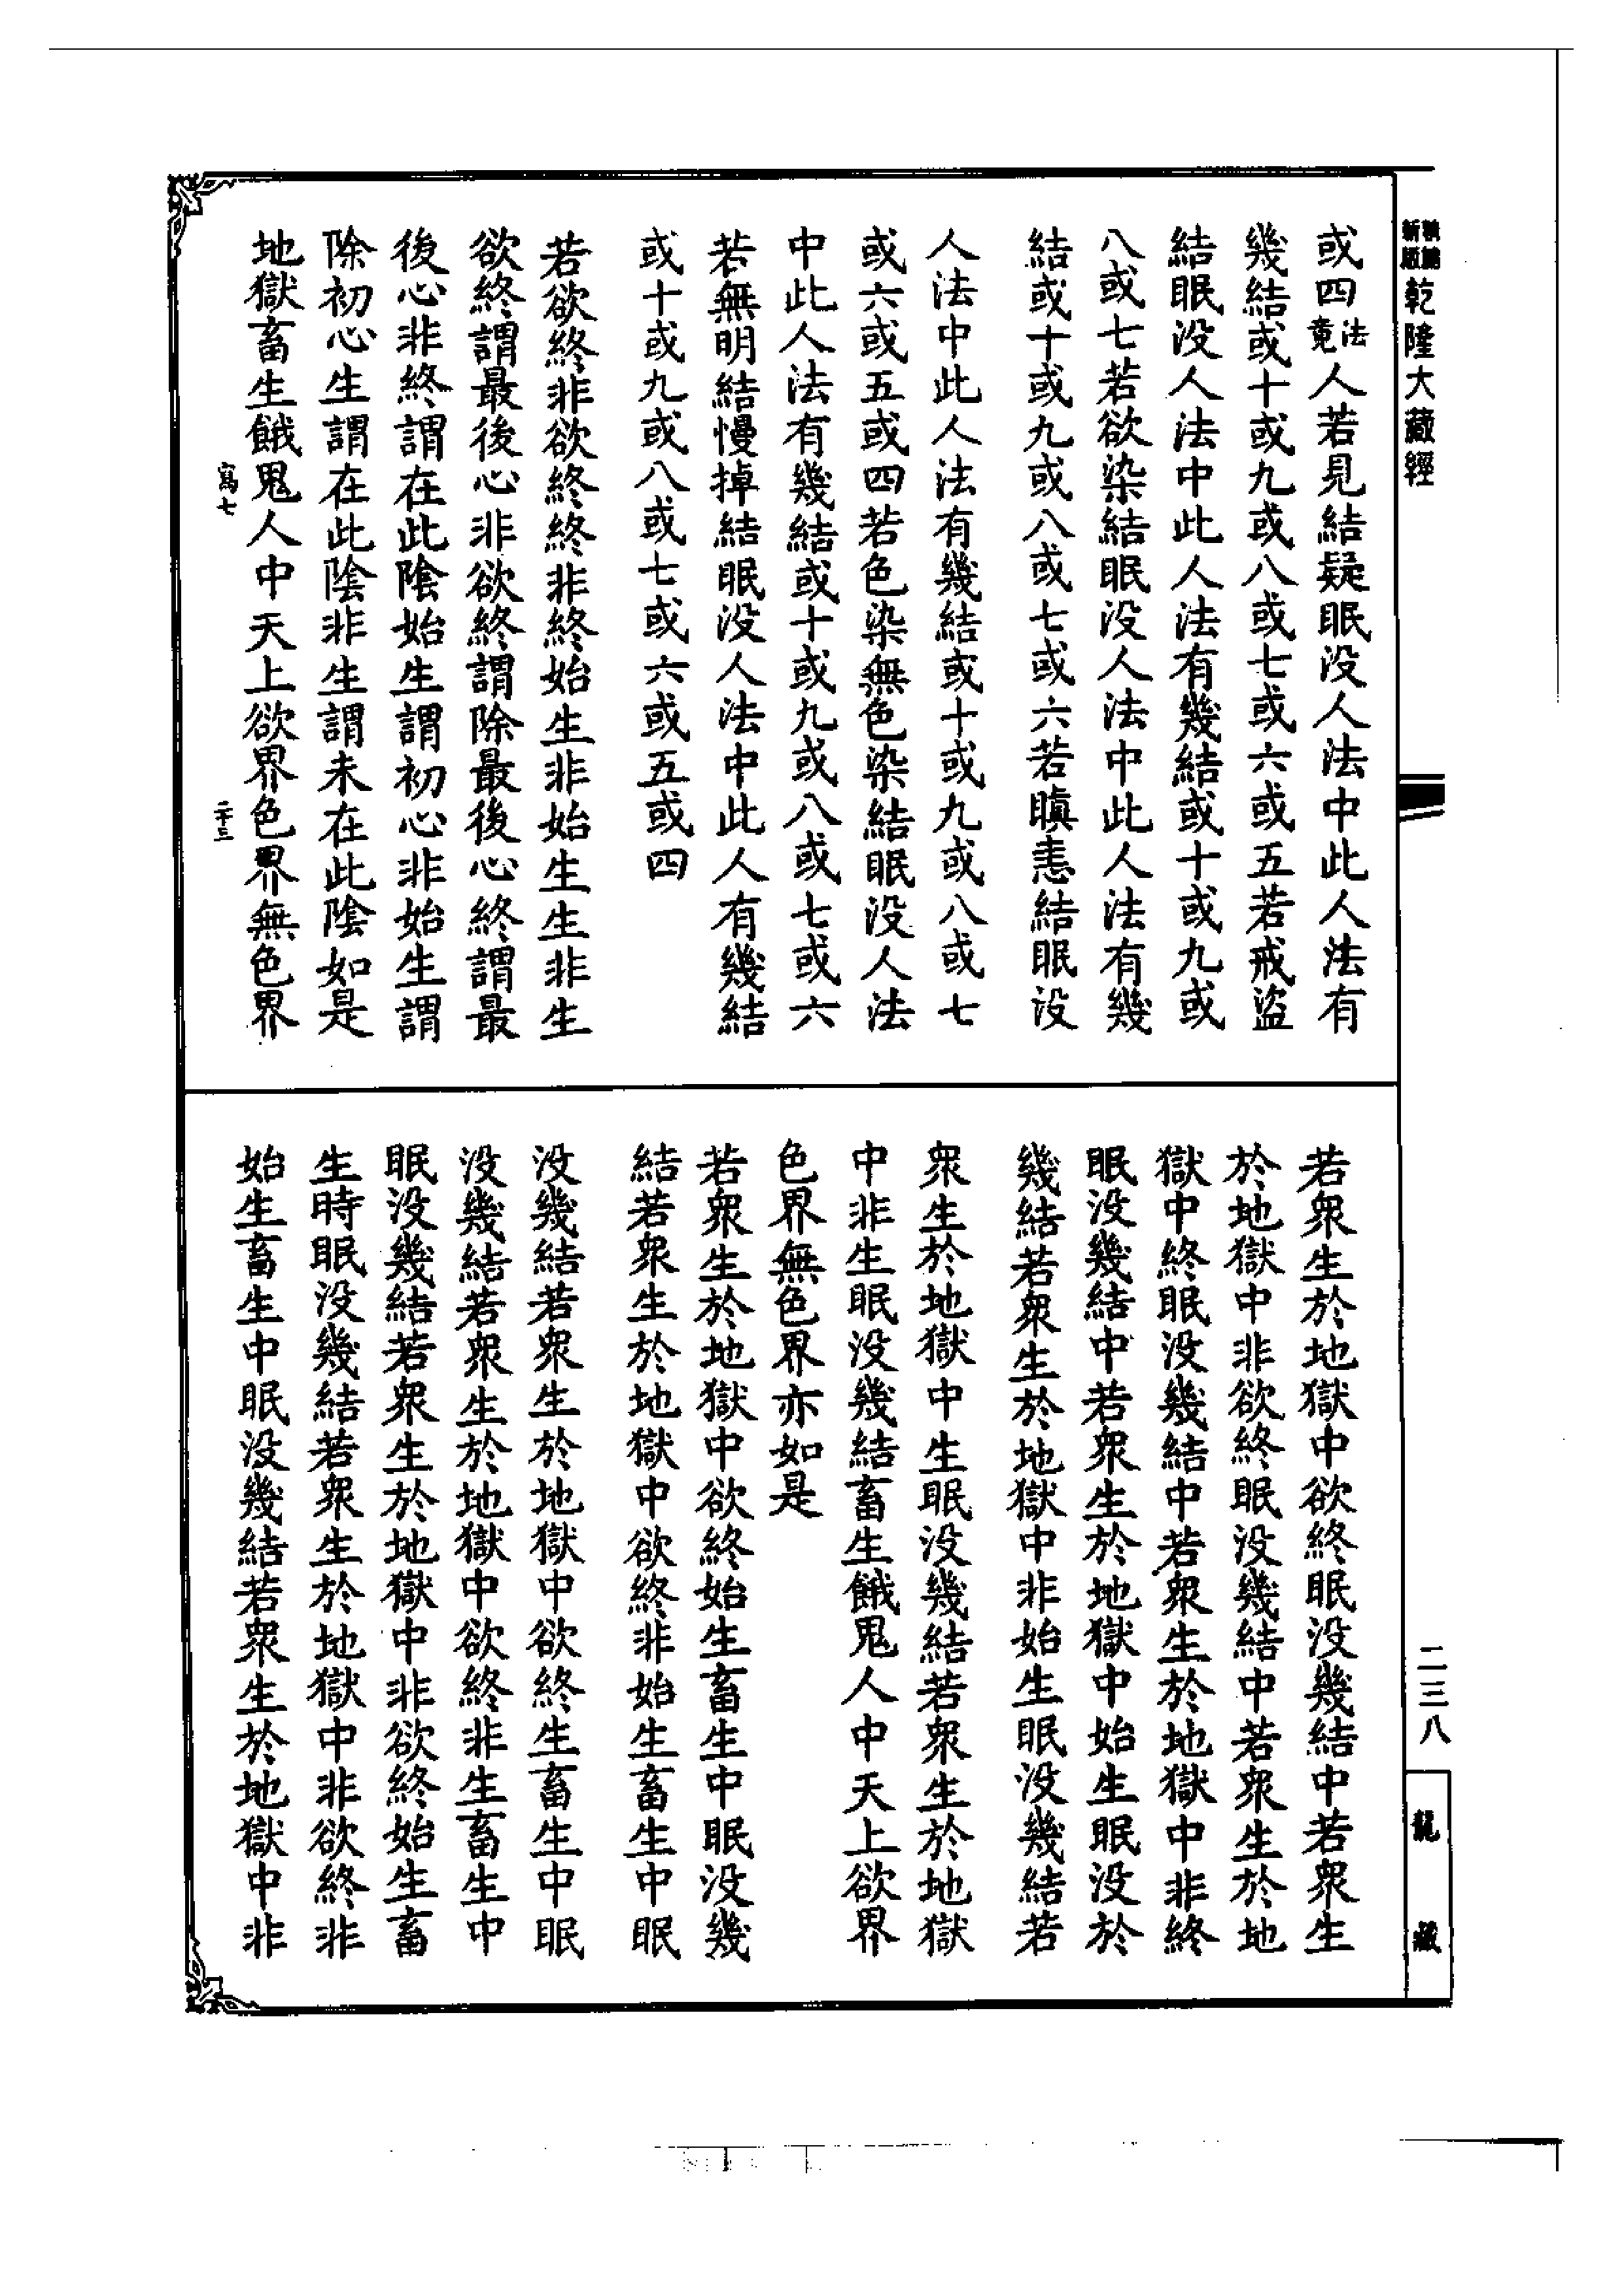 乾隆大藏經
或四法竟人若見結疑眠没人法中此人法有
幾結或十或九或八或七或六或五若戒盜
結眠没人法中此人法有幾結或十或九或
八或七若欲染結眠没人法中此人法有幾
結或十或九或八或七或六若瞋恚結眠没
人法中此人法有幾結或十或九或八或七
或六或五或四若色染無色染結眠没人法
中此人法有幾結或十或九或八或七或六
若無明結慢掉結眠没人法中此人有幾結
或十或九或八或七或六或五或四
若欲終非欲終終非終始生非始生生非生
欲終謂最後心非欲終謂除最後心終謂最
後心非終謂在此陰始生謂初心非始生謂
除初心生謂在此陰非生謂未在此陰如是
地獄畜生餓鬼人中天上欲界色界無色界
寫七
二十三
若衆生於地獄中欲終眠没幾結中若衆生
於地獄中非欲終眠没幾結中若衆生於地
獄中終眠没幾結中若衆生於地獄中非終
眠没幾結中若衆生於地獄中始生眠没於
幾結若衆生於地獄中非始生眠没幾結若
衆生於地獄中生眠没幾結若衆生於地獄
中非生眠没幾結畜生餓鬼人中天上欲界
色界無色界亦如是
若衆生於地獄中欲終始生畜生中眠没幾
結若衆生於地獄中欲終非始生畜生中眠
没幾結若衆生於地獄中欲終生畜生中眠
没幾結若衆生於地獄中欲終非生畜生中
眠没幾結若衆生於地獄中非欲終始生畜
生時眠没幾結若衆生於地獄中非欲終非
始生畜生中眠没幾結若衆生於地獄中非
二三八
龍藏